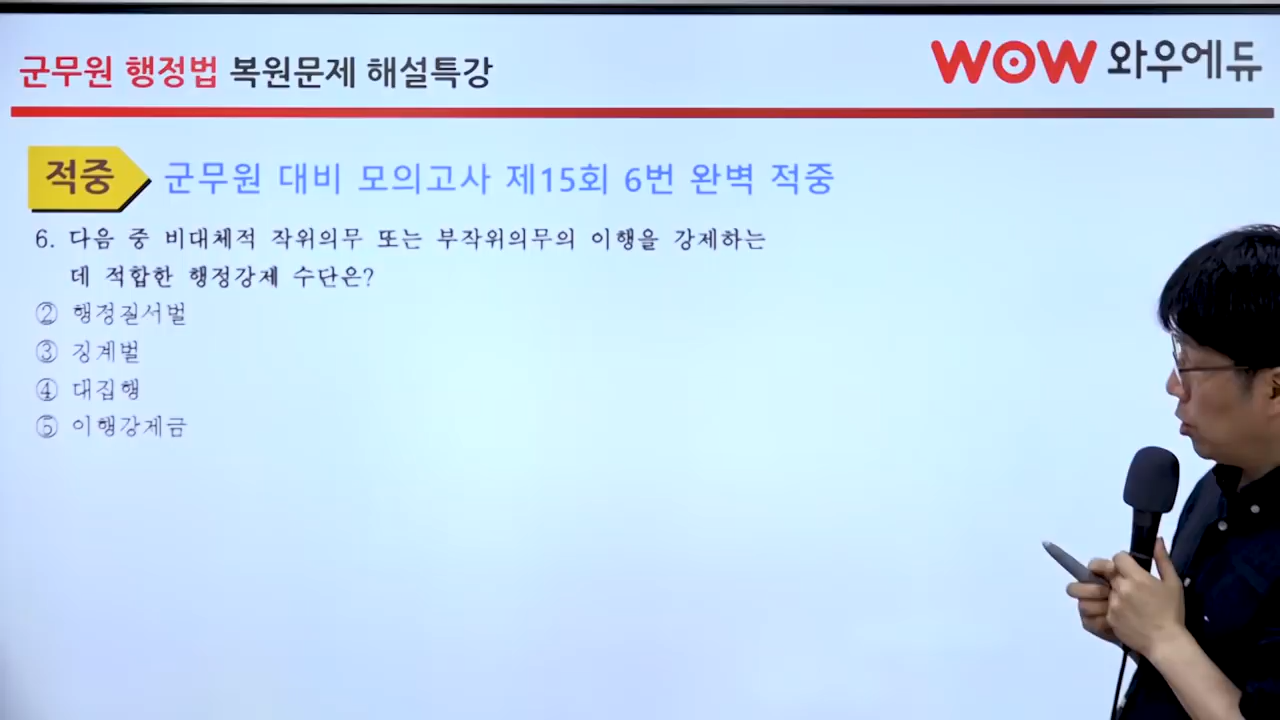 군무원 행정법 복원문제 해설특강
WOW 와우에듀
적중 군무원 대비 모의고사 제15회 6번 완벽 적중
6. 다음 중 비대체적 작위의무 또는 부작위의무의 이행을 강제하는
데 적합한 행정강제 수단은?
② 행정질서벌
③ 징계벌
④ 대집행
⑤ 이행강제금